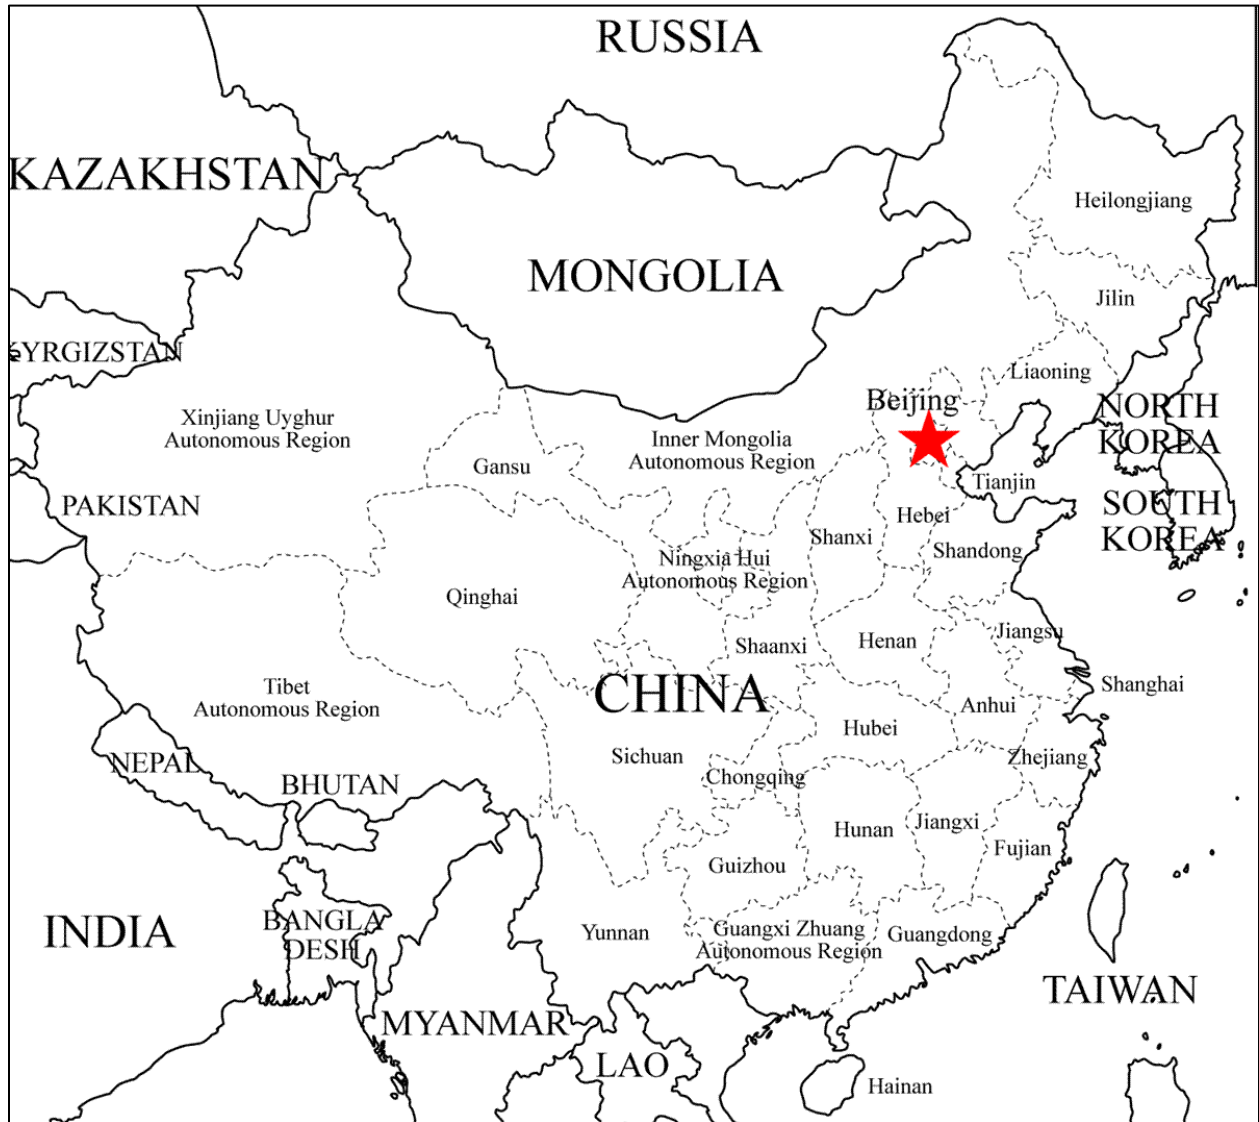 RUSSIA
KAZAKHSTAN
Heilongjiang
MONGOLIA
Jilin
KYRGIZSTAN
Liaoning
Beijing
NORTH
KOREA
Xinjiang Uyghur
Autonomous Region
Inner Mongolia
Autonomous Region
Gansu
Tianjin
PAKISTAN
SOUTH
KOREA
Hebei
Shanxi
Shandong
Ningxia Hui
Autonomous Region
Qinghai
Jiangsu
Henan
Shaanxi
Tibet
Autonomous Region
CHINA
Shanghai
Anhui
Hubei
Sichuan
Zhejiang
NEPAL
Chongqing
BHUTAN
Jiangxi
Hunan
Fujian
Guizhou
INDIA
BANGLA
DESH
Yunnan
Guangxi Zhuang
Autonomous Region
Guangdong
TAIWAN
MYANMAR
LAO
Hainan